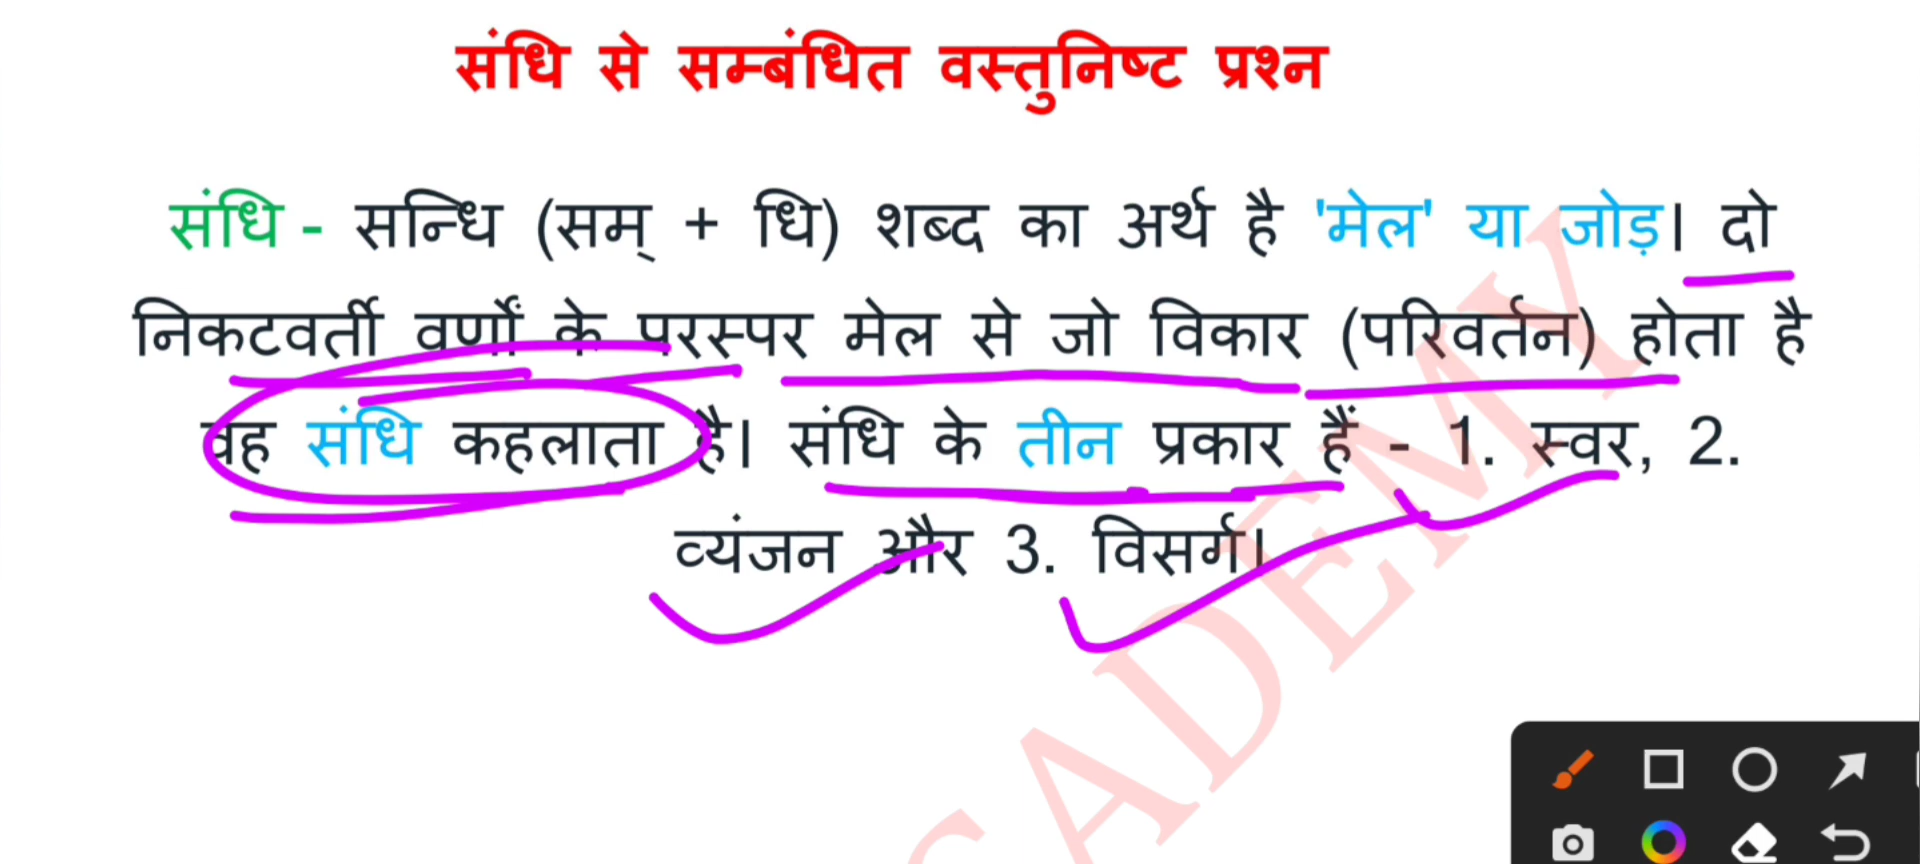 संधि से सम्बंधित वस्तुनिष्ट प्रश्न
संधि - सन्धि (सम् + धि) शब्द का अर्थ है 'मेल' या जोड़। दो
निकटवर्ती वर्णों के परस्पर मेल से जो विकार (परिवर्तन) होता है
वह संधि कहलाता है। संधि के तीन प्रकार हैं - 1. स्वर, 2.
व्यंजन और 3. विसर्ग।
CADEMY